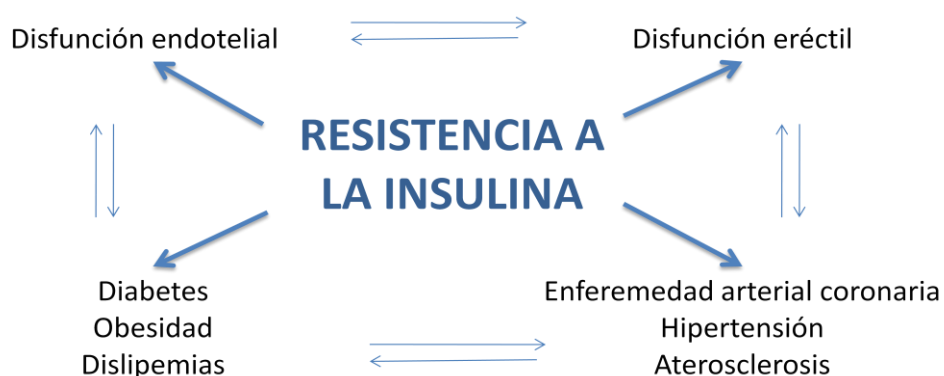 Disfunción endotelial
Disfunción eréctil
RESISTENCIA A
LA INSULINA
Diabetes
Obesidad
Dislipemias
Enferemedad arterial coronaria
Hipertensión
Aterosclerosis